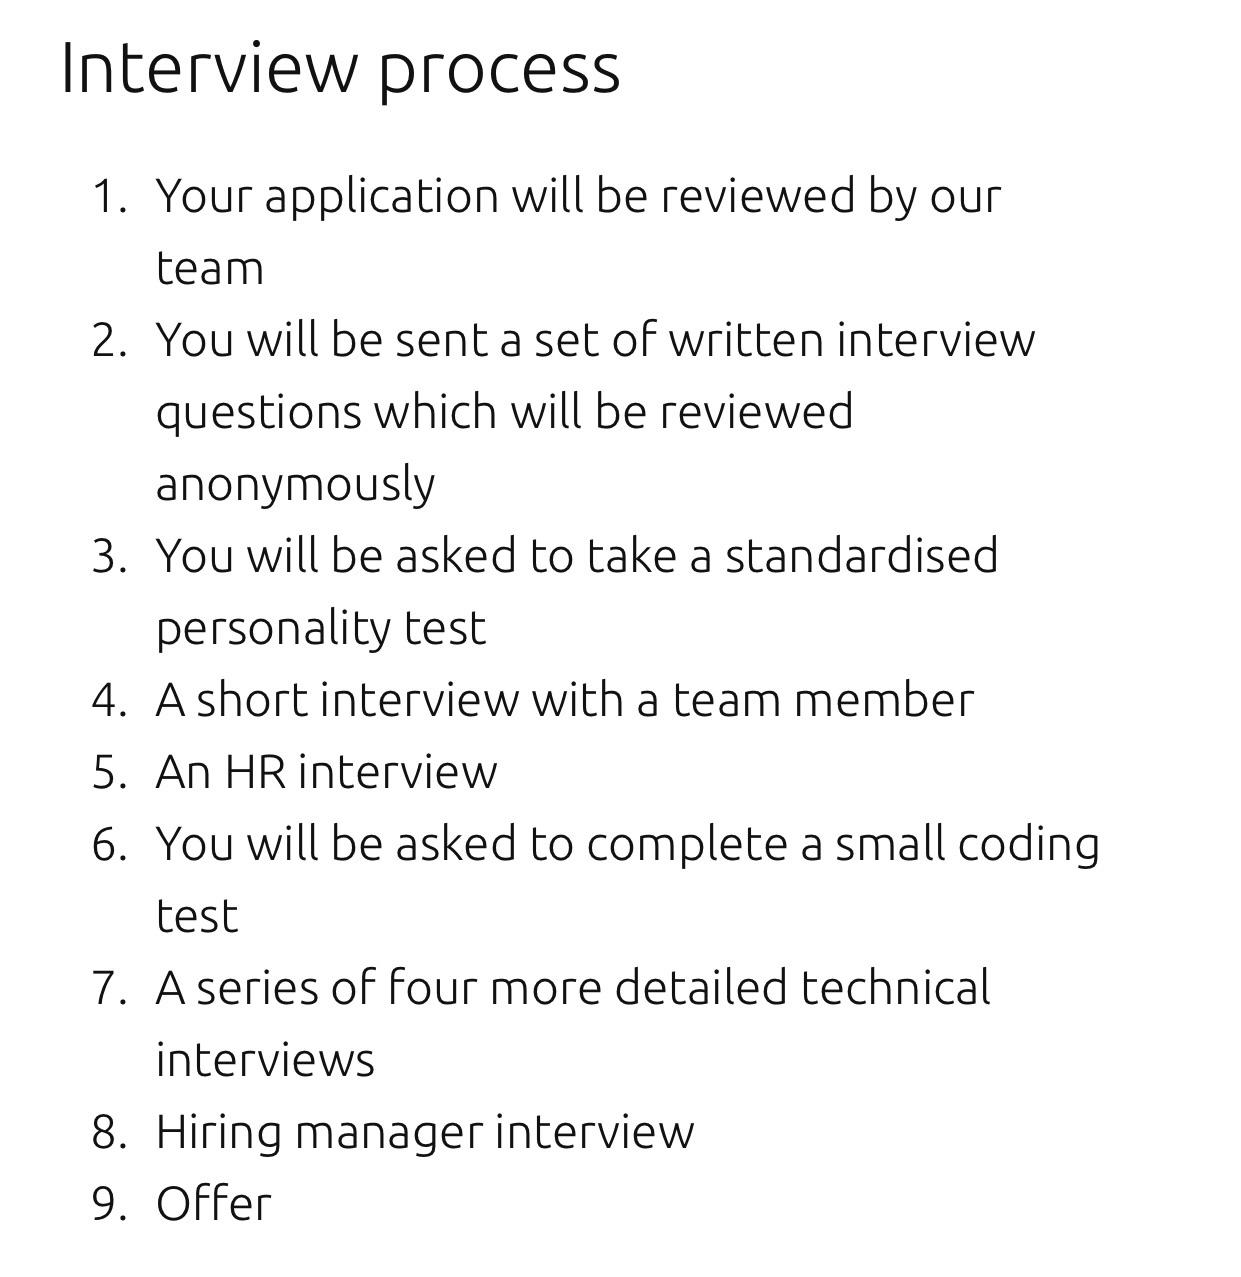 Interview process
1. Your application will be reviewed by our
team
2. You will be sent a set of written interview
questions which will be reviewed
anonymously
3. You will be asked to take a standardised
personality test
4. A short interview with a team member
5. An HR interview
6. You will be asked to complete a small coding
test
7. A series of four more detailed technical
interviews
8. Hiring manager interview
9. Offer